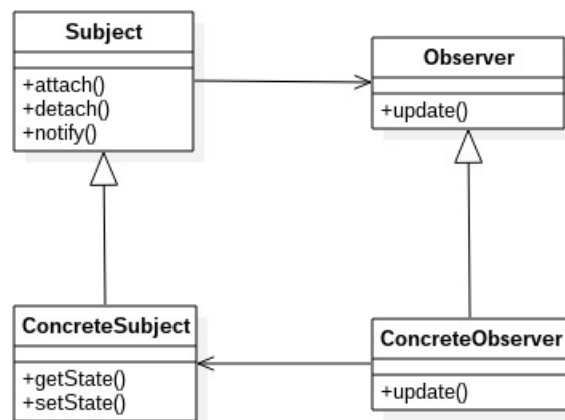 Subject
+attach()
+detach()
+notify()
Observer
+update()
ConcreteSubject
+getState()
+setState()
ConcreteObserver
+update()